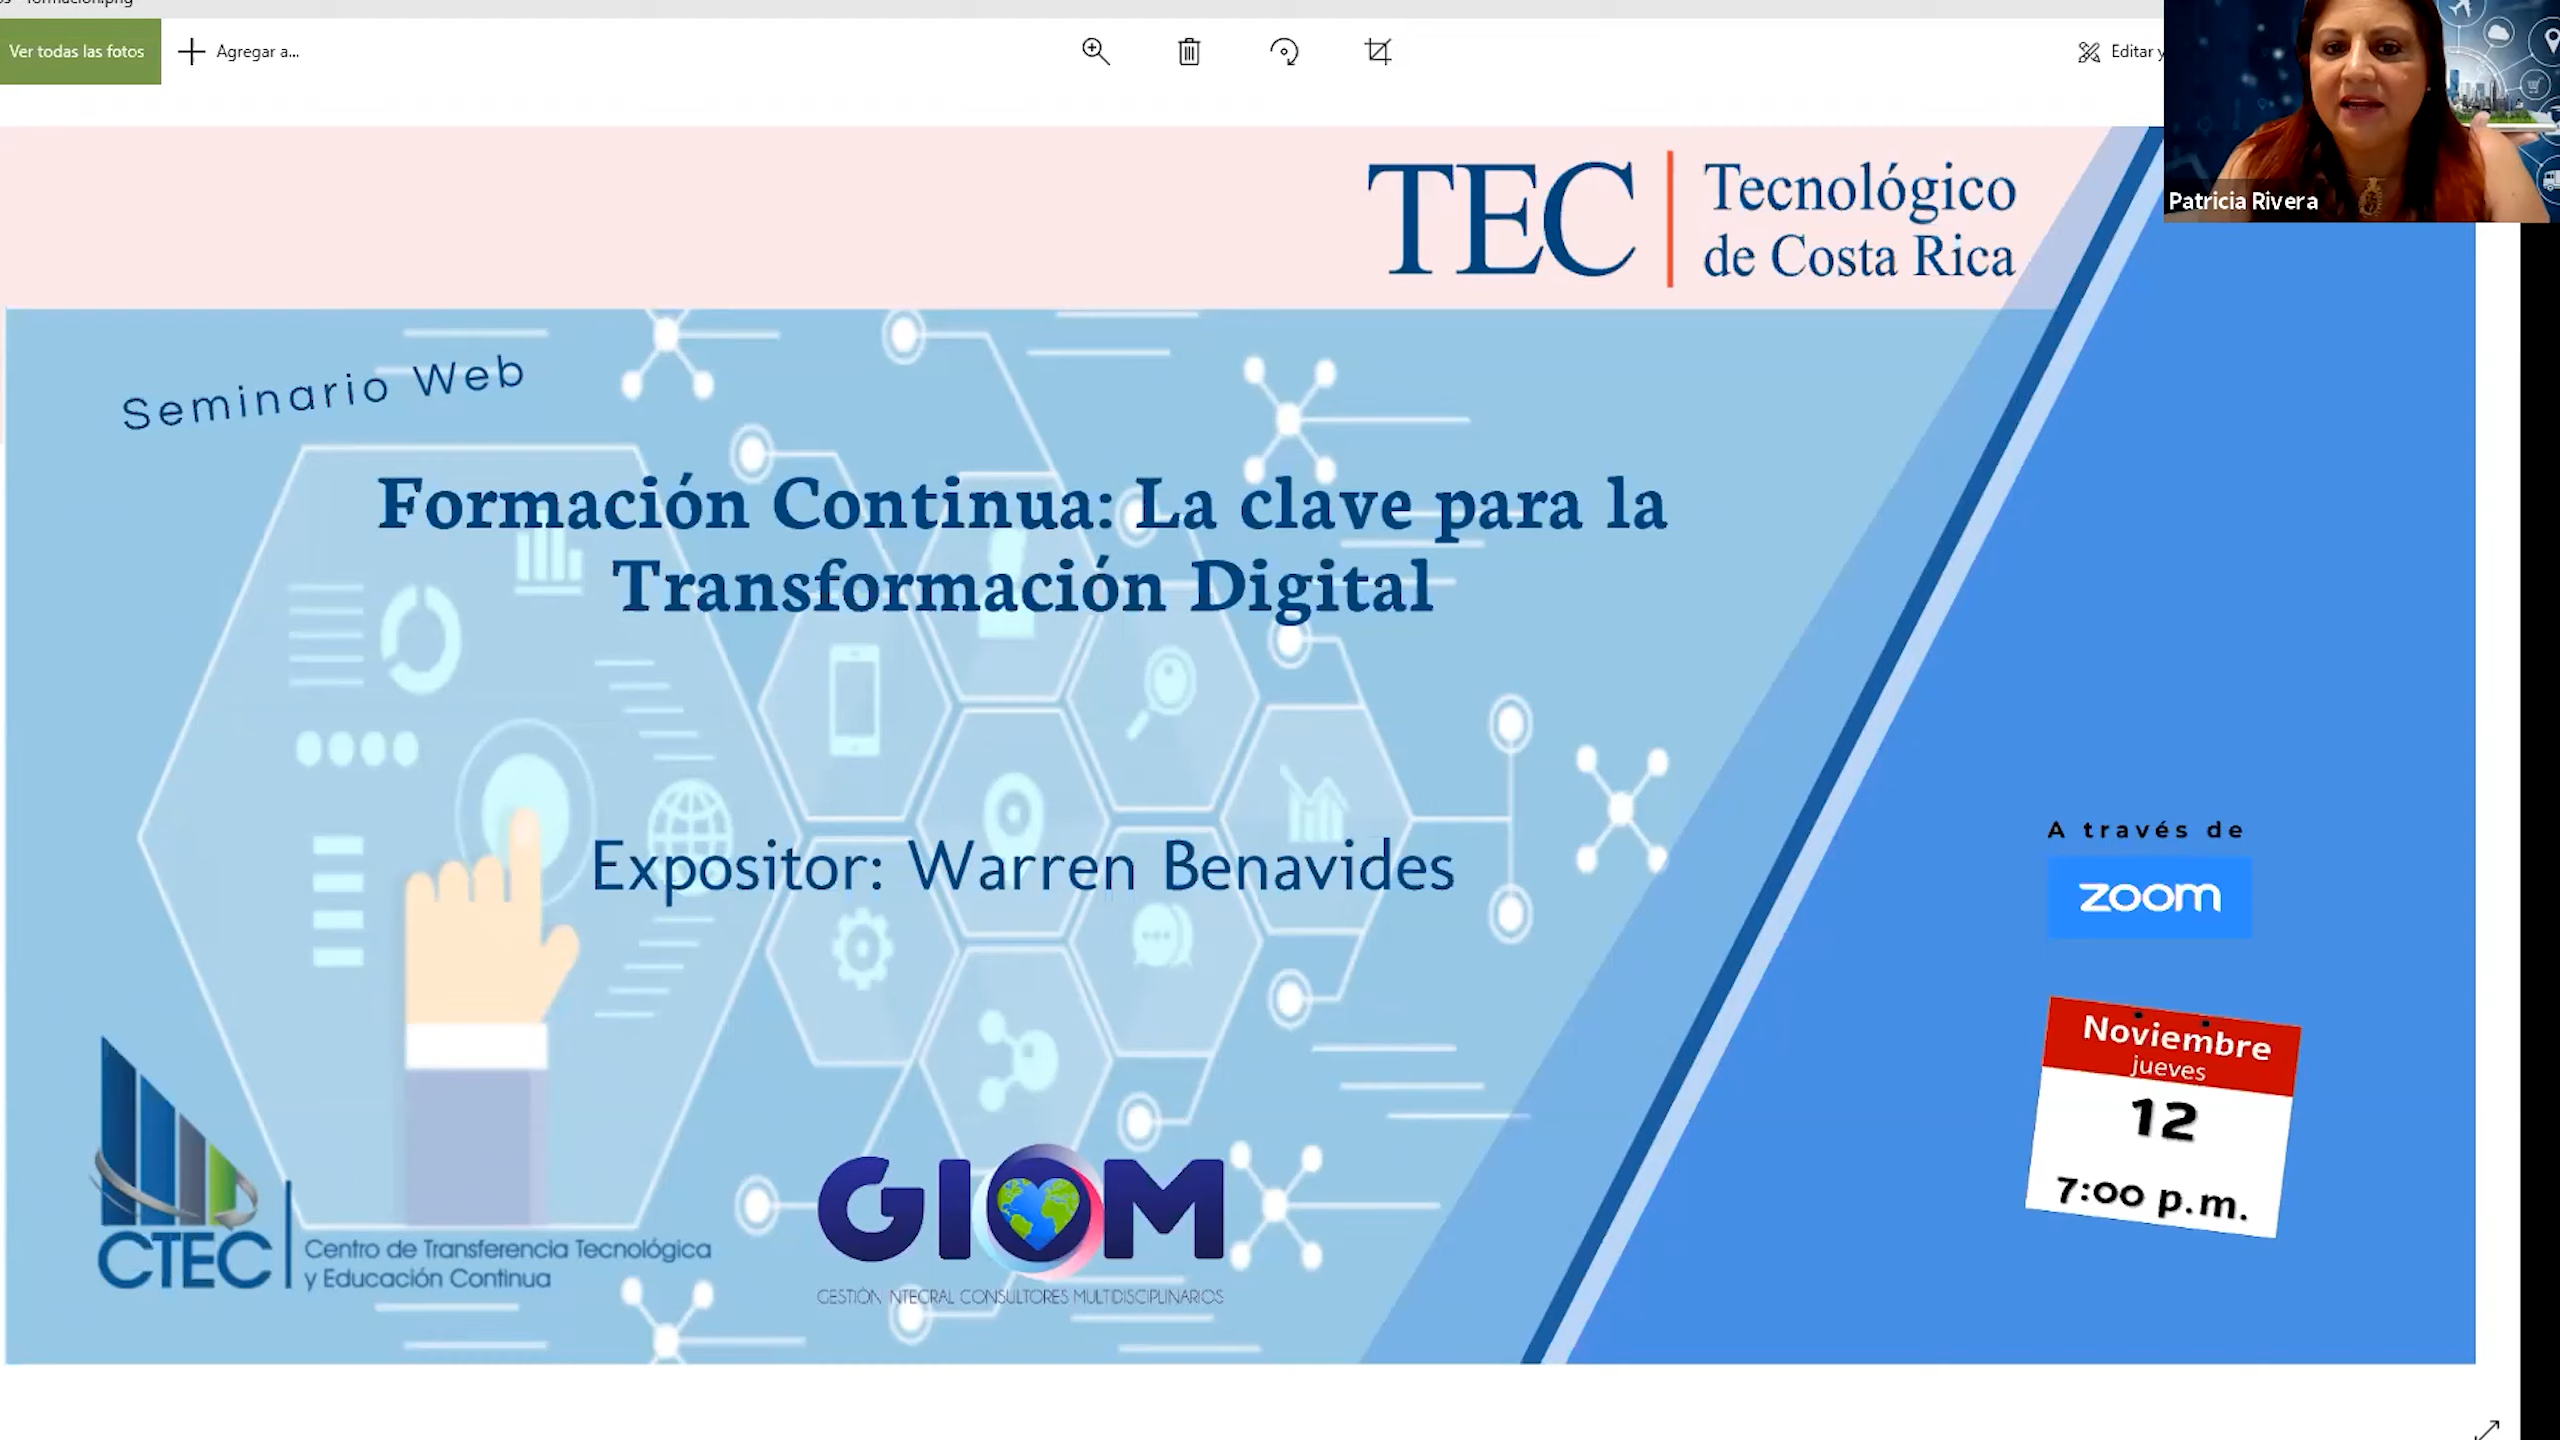 formación.png
Ver todas las fotos
Agregar a...
Editar y
Patricia Rivera
TEC
Tecnológico
de Costa Rica
Seminario Web
Formación Continua: La clave para la
Transformación Digital
Expositor: Warren Benavides
A través de
zoom
Noviembre
jueves
12
7:00 p.m.
CTEC
Centro de Transferencia Tecnológica
y Educación Continua
GIOM
GESTIÓN INTEGRAL CONSULTORES MULTIDISCIPLINARIOS